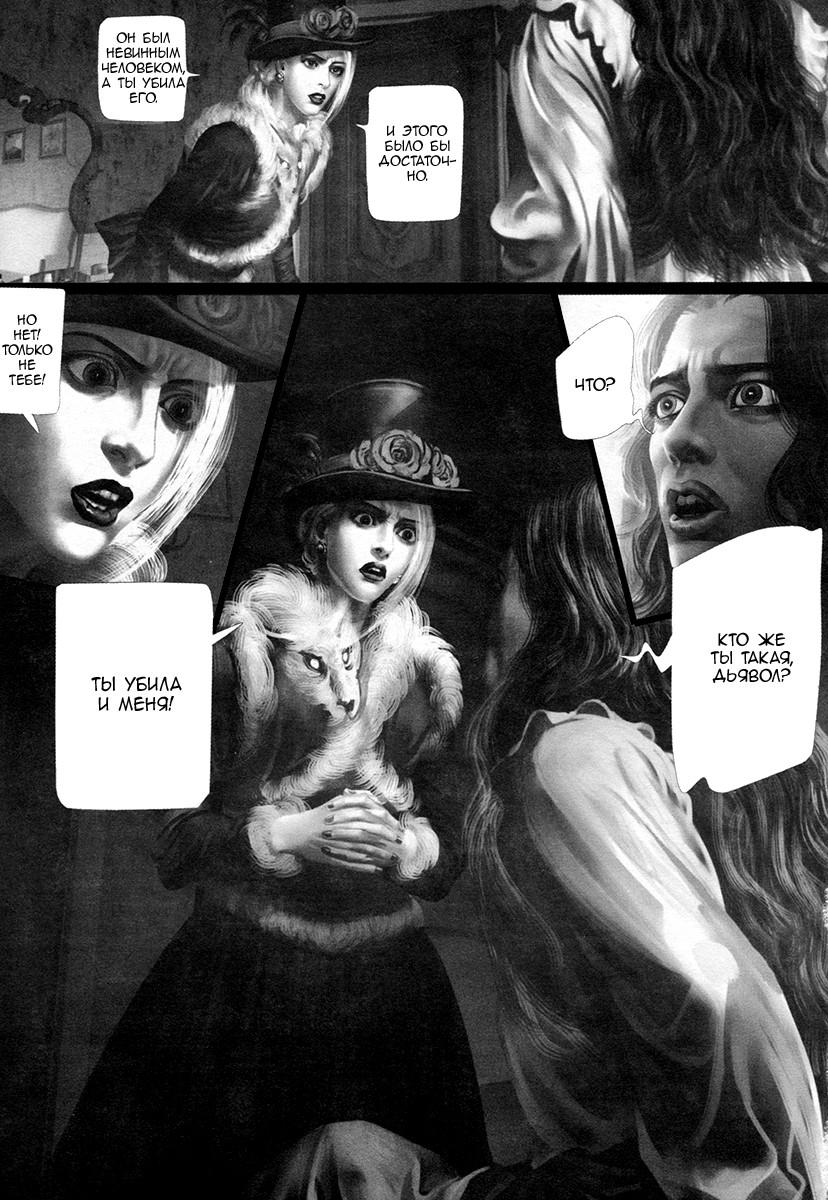 ОН БЫЛ
НЕВИННЫМ
ЧЕЛОВЕКОМ,
А ТЫ УБИЛА
ЕГО.
И ЭТОГО
БЫЛО БЫ
ДОСТАТОЧ-
НО.
НО
НЕТ!
ТОЛЬКО
НЕ
ТЕБЕ!
ЧТО?
ТЫ УБИЛА
И МЕНЯ!
КТО ЖЕ
ТЫ ТАКАЯ,
ДЬЯВОЛ?